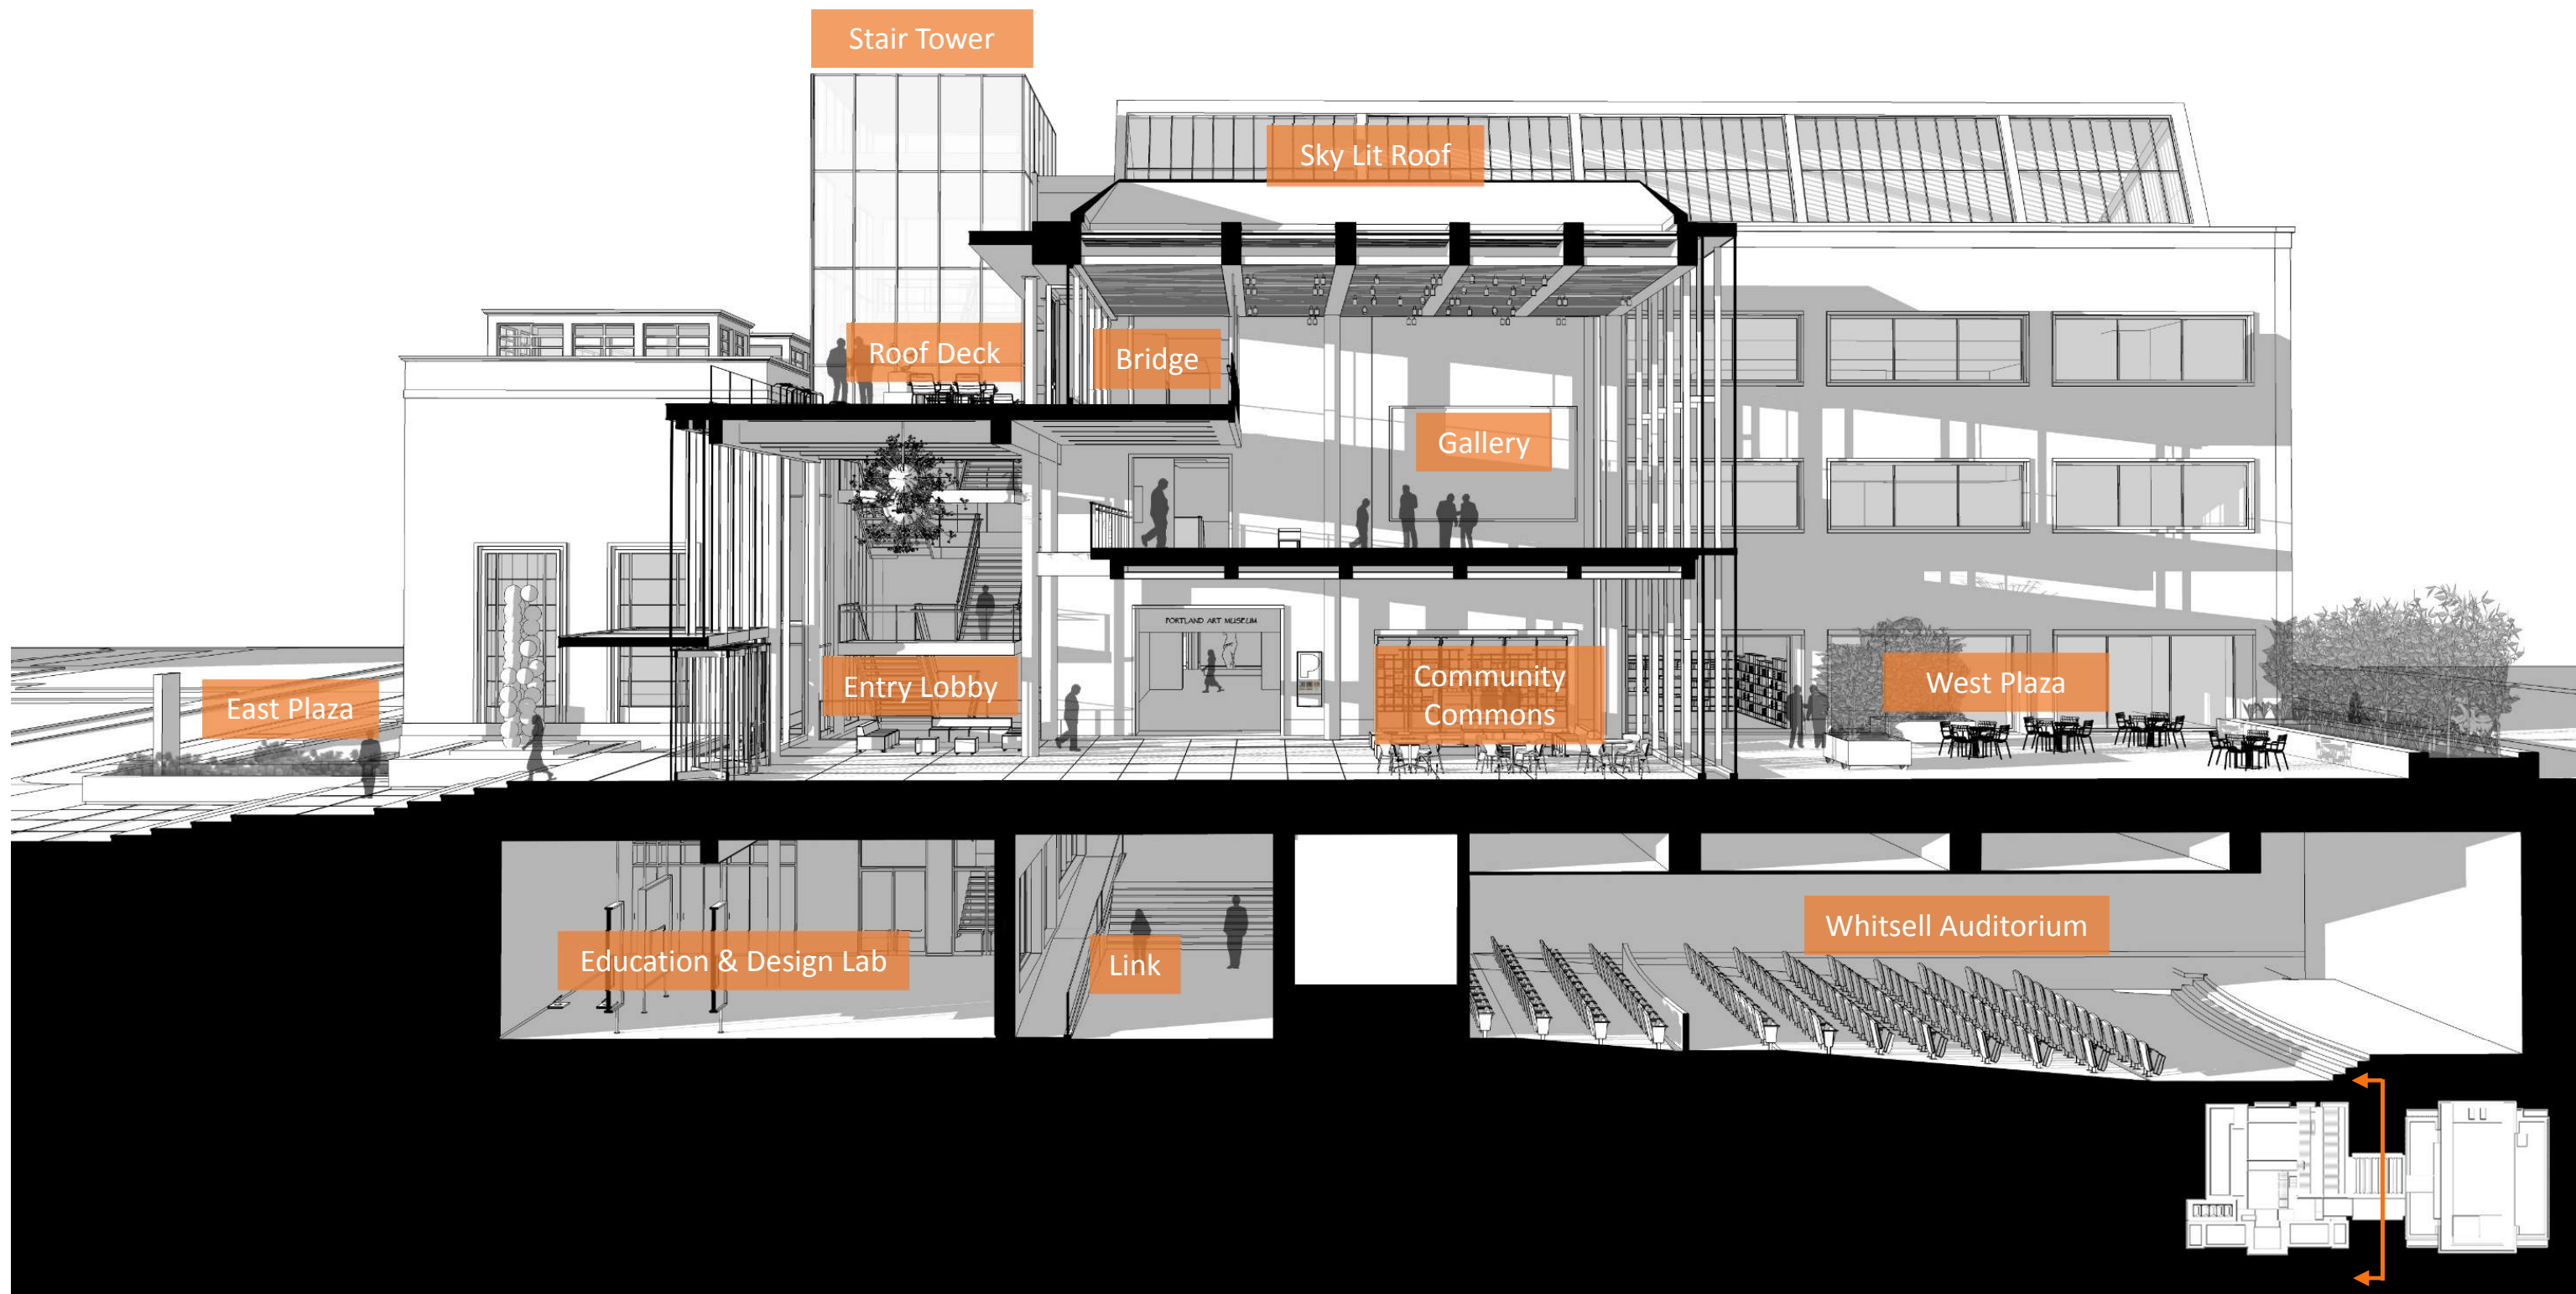 Stair Tower
Sky Lit Roof
Roof Deck
Bridge
Gallery
PORTLAND ART MUSEUM
Entry Lobby
Community
Commons
West Plaza
East Plaza
Education & Design Lab
Link
Whitsell Auditorium